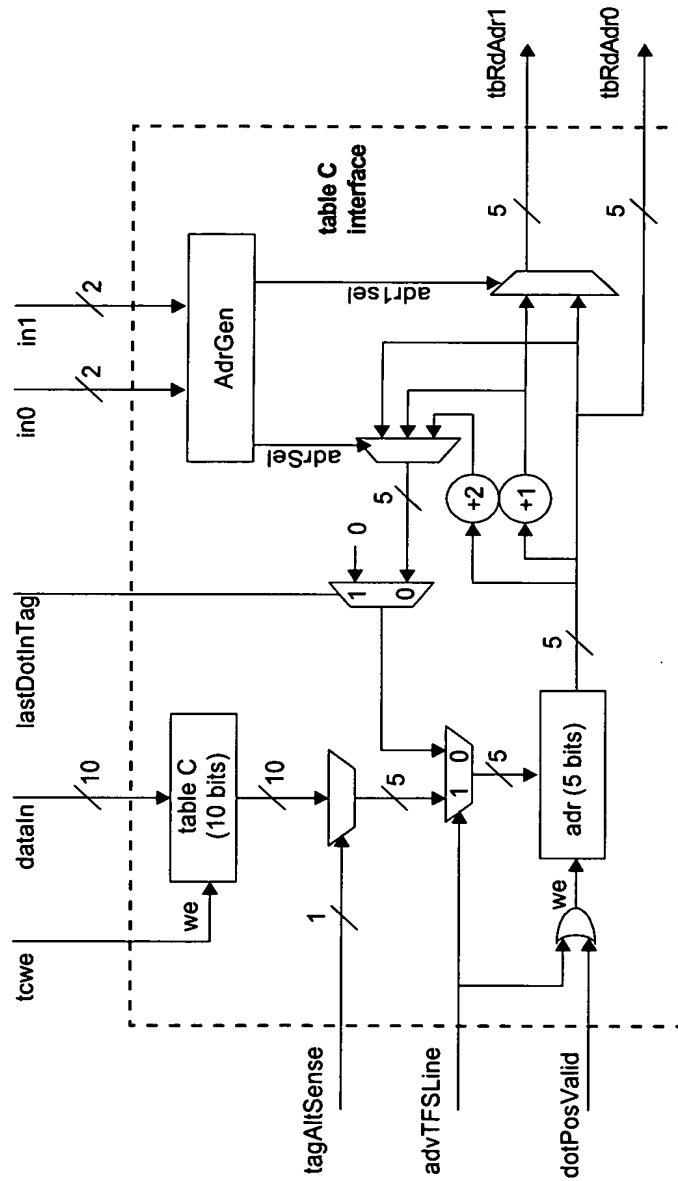 tcwe
dataIn
10
lastDotInTag
in0
2
in1
2
we
table C
(10 bits)
10
AdrGen
table C
interface
adrSel
adr1sel
tagAltSense
1
5
1
0
0
5
1 0
5
+2
+1
5
tbRdAdr1
5
tbRdAdr0
advTFSLine
we
adr (5 bits)
5
dotPosValid